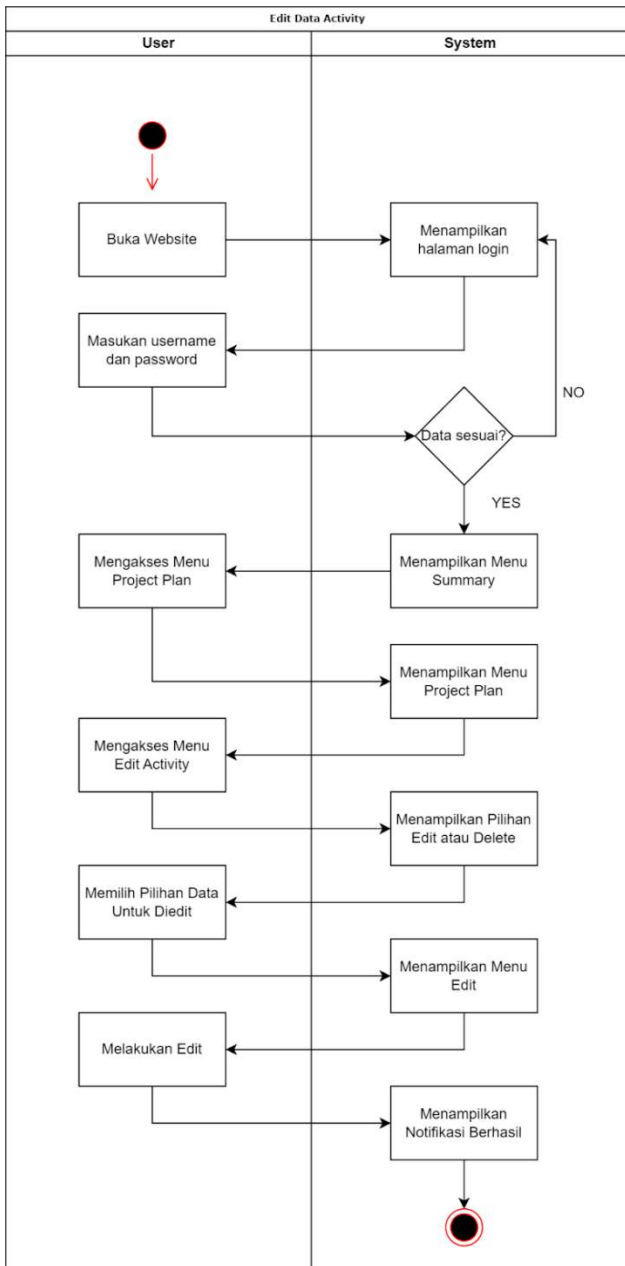 Edit Data Activity
User
System
Buka Website
Menampilkan
halaman login
Masukan username
dan password
NO
Data sesuai?
YES
Mengakses Menu
Project Plan
Menampilkan Menu
Summary
Menampilkan Menu
Project Plan
Mengakses Menu
Edit Activity
Menampilkan Pilihan
Edit atau Delete
Memilih Pilihan Data
Untuk Diedit
Menampilkan Menu
Edit
Melakukan Edit
Menampilkan
Notifikasi Berhasil